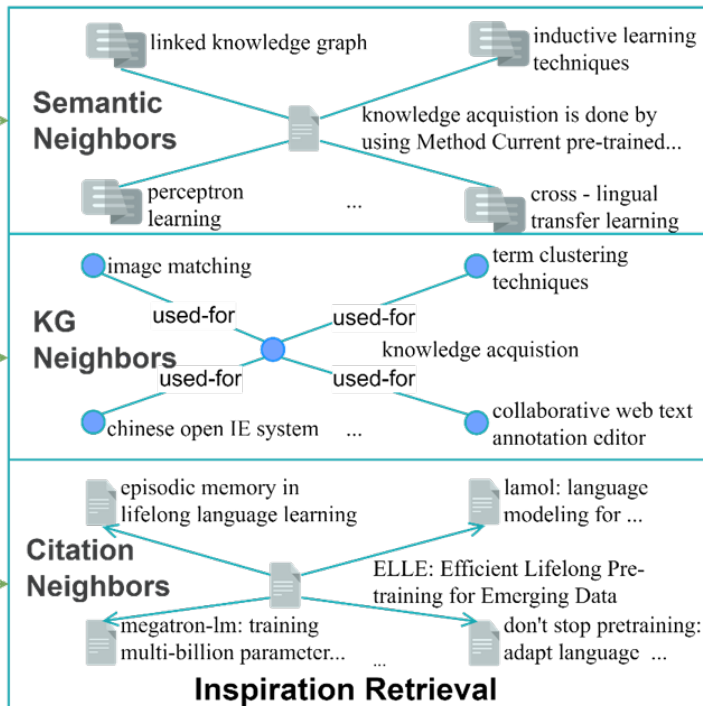 linked knowledge graph
inductive learning
techniques
Semantic
Neighbors
knowledge acquistion is done by
using Method Current pre-trained...
perceptron
learning
...
cross - lingual
transfer learning
image matching
term clustering
techniques
used-for
used-for
KG
Neighbors
knowledge acquistion
used-for
used-for
chinese open IE system
...
collaborative web text
annotation editor
episodic memory in
lifelong language learning
lamol: language
modeling for ...
Citation
Neighbors
ELLE: Efficient Lifelong Pre-
training for Emerging Data
megatron-lm: training
multi-billion parameter...
...
don't stop pretraining:
adapt language ...
Inspiration Retrieval